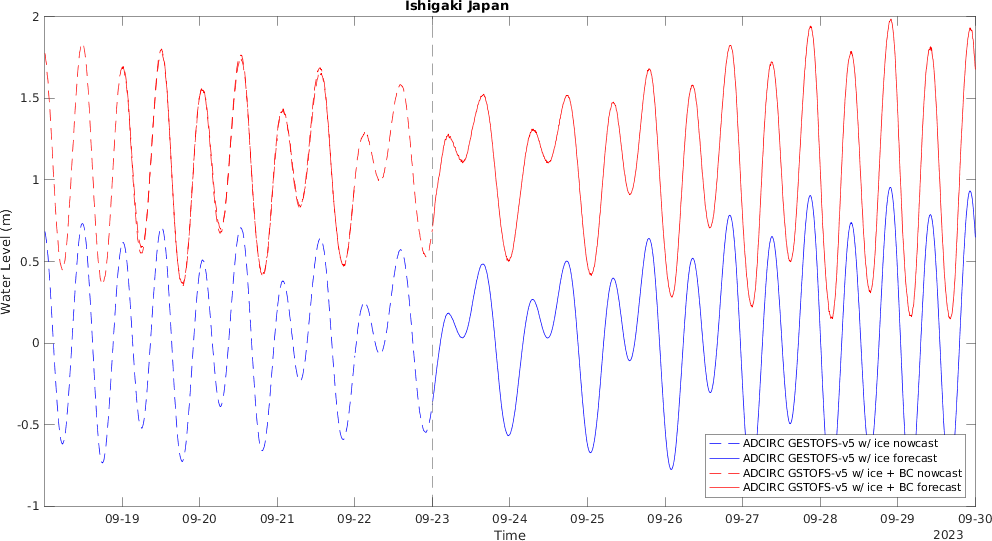 Ishigaki Japan
2
1.5
1
0.5
0
-0.5
-1
Water Level (m)
ADCIRC GESTOFS-v5 w/ ice nowcast
ADCIRC GESTOFS-v5 w/ ice forecast
ADCIRC GSTOFS-v5 w/ ice + BC nowcast
ADCIRC GSTOFS-v5 w/ ice + BC forecast
09-19 09-20 09-21 09-22 09-23 09-24 09-25 09-26 09-27 09-28 09-29 09-30
Time
2023